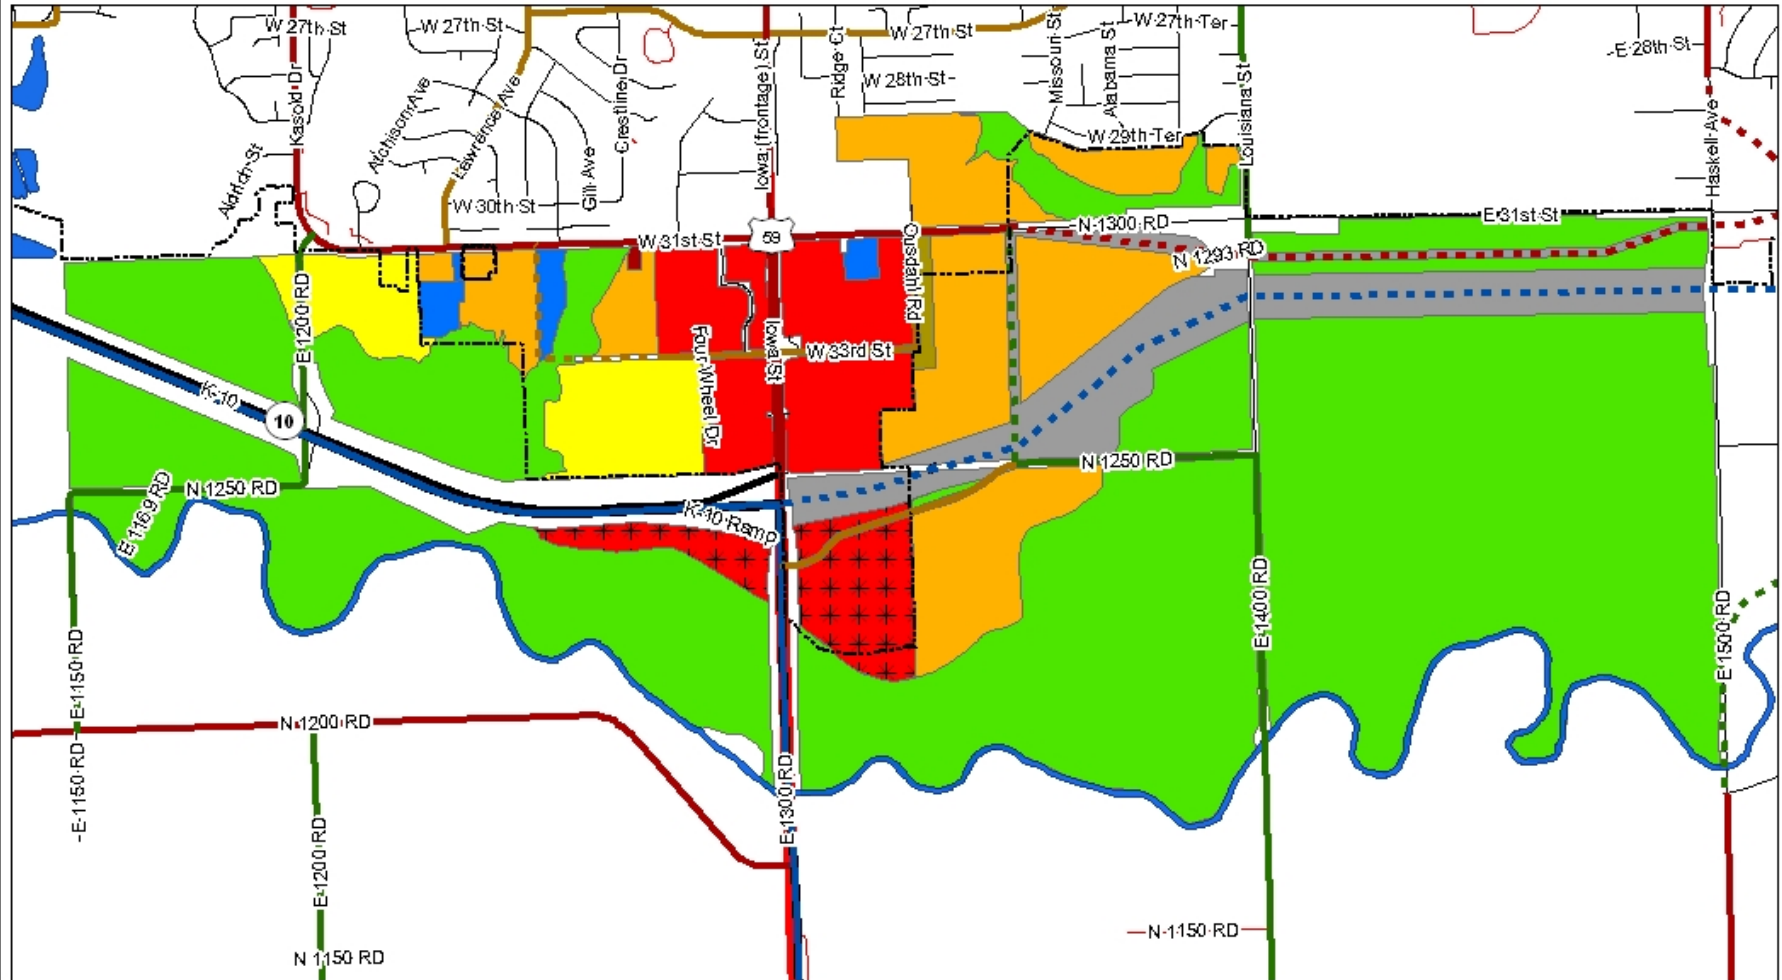 W 27th St
W 27th St
W 27th St
W 27th Ter
E 28th St
Kasold Dr
Atchison Ave
Lawrence Ave
Crestline Dr
Iowa (frontage) St
Ridge Ct
W 28th St
Missouri St
Alabama St
Louisiana St
Haskell Ave
W 29th Ter
Aldrich St
Gill Ave
W 30th St
W 31st St
59
Ousdahl Rd
N 1300 RD
N 1293 RD
E 31st St
E 1200 RD
Four Wheel Dr
Iowa St
W 33rd St
K-10
10
N 1250 RD
N 1250 RD
E 1169 RD
K-10 Ramp
E 1150 RD
E 1400 RD
E 1500 RD
N 1200 RD
E 1150 RD
E 1200 RD
E 1300 RD
N 1150 RD
N 1150 RD